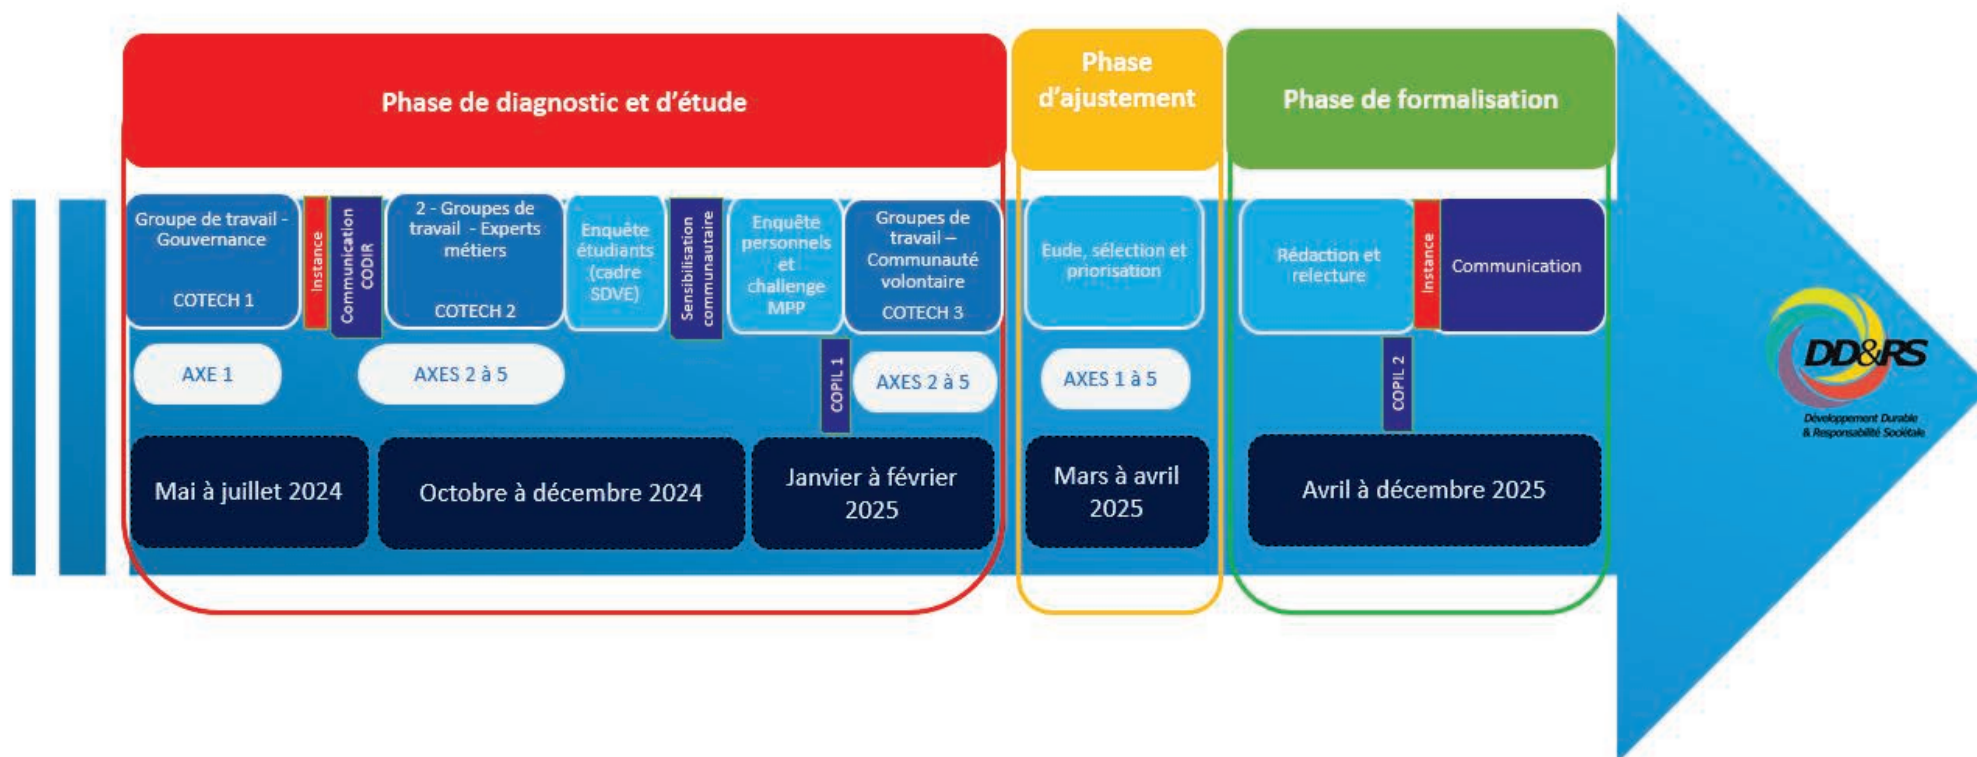 Phase de diagnostic et d'étude
Phase
d'ajustement
Phase de formalisation
Groupe de travail -
Gouvernance
COTECH 1
Instance
Communication
CODIR
2 - Groupes de
travail - Experts
métiers
COTECH 2
Enquête
étudiants
(cadre
SDVE)
Sensibilisation
communautaire
Enquête
personnels
et
challenge
MPP
Groupes de
travail –
Communauté
volontaire
COTECH 3
Eude, sélection et
priorisation
Rédaction et
relecture
Instance
Communication
AXE 1
AXES 2 à 5
COPIL 1
AXES 2 à 5
AXES 1 à 5
COPIL 2
Mai à juillet 2024
Octobre à décembre 2024
Janvier à février
2025
Mars à avril
2025
Avril à décembre 2025
DD&RS
Développement Durable
& Responsabilité Sociétale